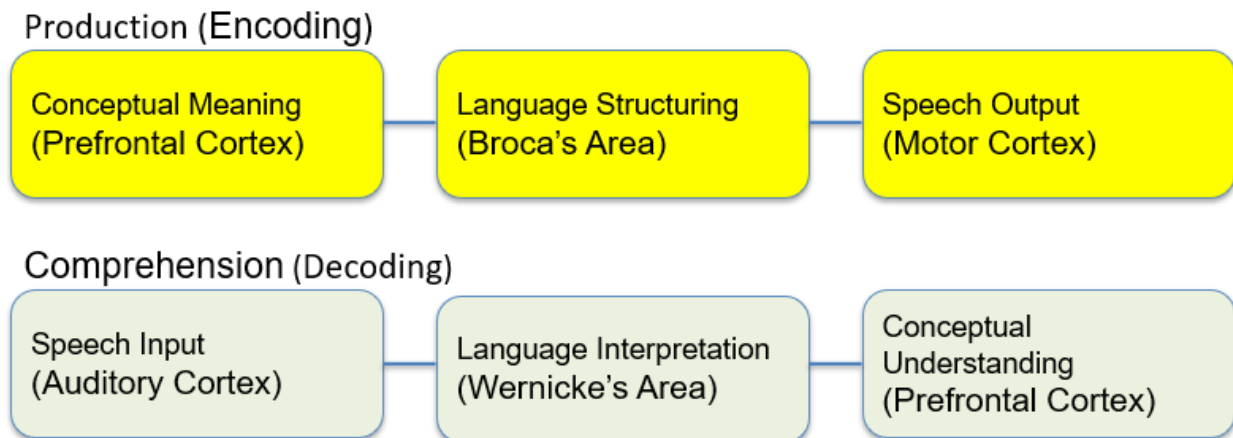 Production (Encoding)
Conceptual Meaning
(Prefrontal Cortex)
Language Structuring
(Broca's Area)
Speech Output
(Motor Cortex)
Comprehension (Decoding)
Speech Input
(Auditory Cortex)
Language Interpretation
(Wernicke's Area)
Conceptual
Understanding
(Prefrontal Cortex)